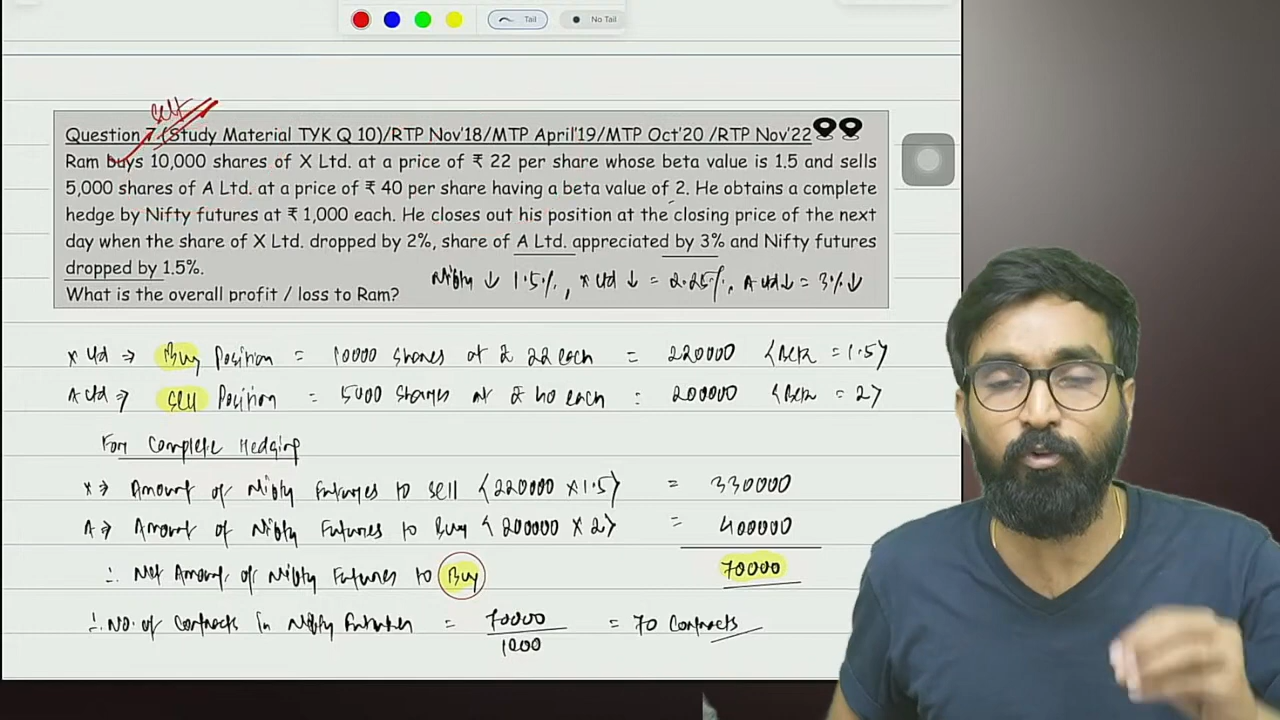 Tail
No Tail
self
Question 7 (Study Material TYK Q 10)/RTP Nov'18/MTP April'19/MTP Oct'20 /RTP Nov'22
Ram buys 10,000 shares of X Ltd. at a price of ₹ 22 per share whose beta value is 1.5 and sells
5,000 shares of A Ltd. at a price of ₹ 40 per share having a beta value of 2. He obtains a complete
hedge by Nifty futures at ₹ 1,000 each. He closes out his position at the closing price of the next
day when the share of X Ltd. dropped by 2%, share of A Ltd. appreciated by 3% and Nifty futures
dropped by 1.5%.
Nifty ↓ 1.5%, X Ltd ↓ = 2.25%, A Ltd ↓ = 3% ↓
What is the overall profit / loss to Ram?
X Ltd ⇒ Buy Position = 10000 Shares at ₹ 22 each = 220000 {Beta = 1.5}
A Ltd ⇒ Sell Position = 5000 Shares at ₹ 40 each = 200000 {Beta = 2}
For Complete Hedging
X ⇒ Amount of Nifty Futures to Sell {220000 X 1.5} = 330000
A ⇒ Amount of Nifty Futures to Buy {200000 X 2} = 400000
∴ Net Amount of Nifty Futures to Buy 70000
∴ No. of Contracts in Nifty Futures = 70000 = 70 Contracts
1000